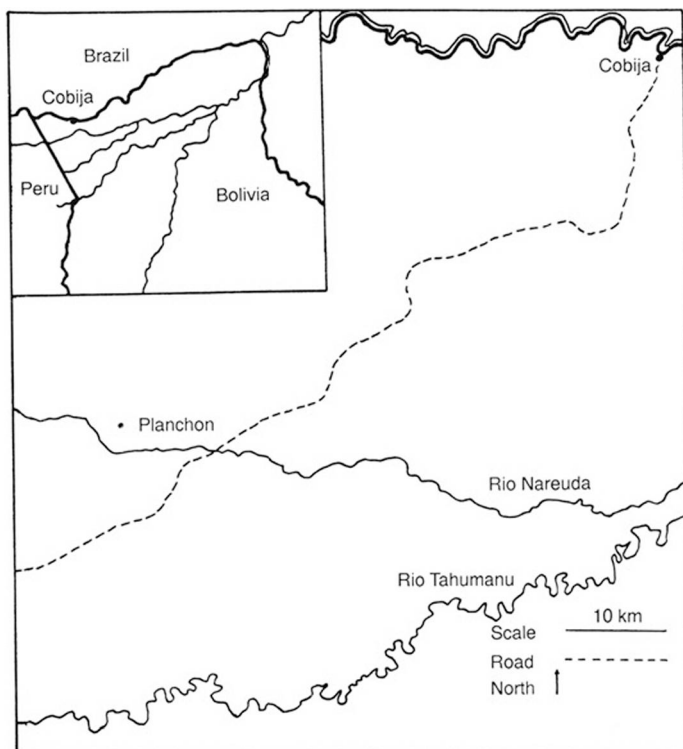 Brazil
Cobija
Peru
Bolivia
Cobija
Planchon
Rio Nareuda
Rio Tahumanu
10 km
Scale
Road
North